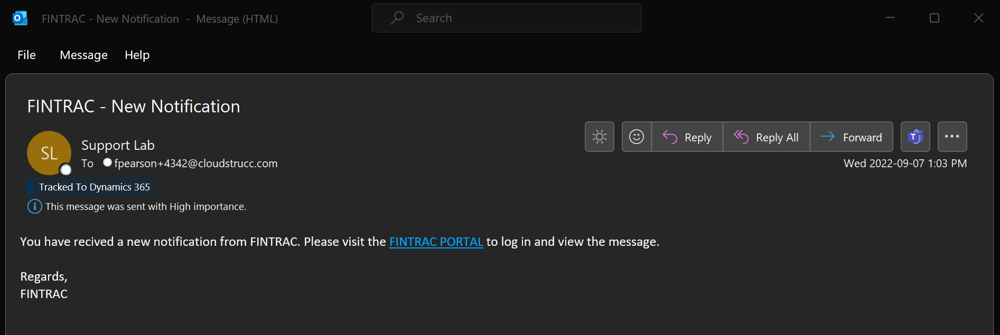 FINTRAC - New Notification - Message (HTML)
Search
File Message Help
FINTRAC - New Notification
SL
Support Lab
To fpearson+4342@cloudstrucc.com
Reply Reply All Forward
Wed 2022-09-07 1:03 PM
Tracked To Dynamics 365
This message was sent with High importance.
You have recived a new notification from FINTRAC. Please visit the FINTRAC PORTAL to log in and view the message.
Regards,
FINTRAC